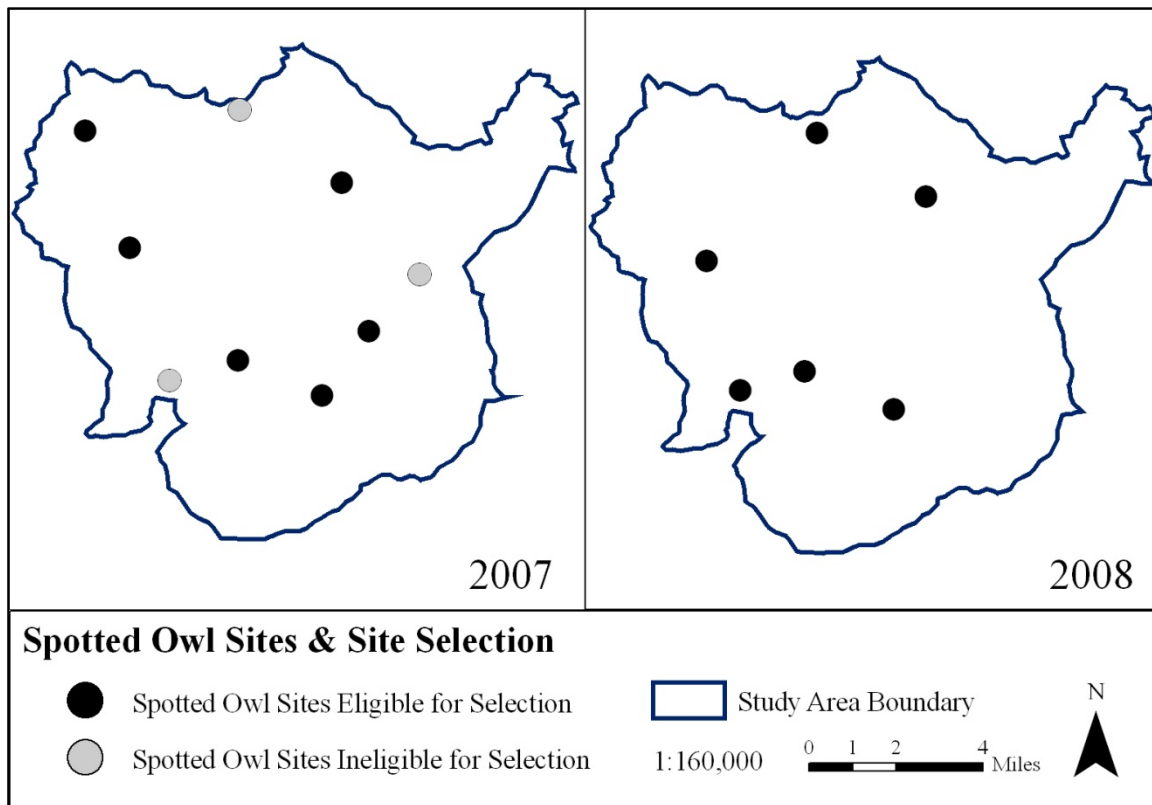 2007
2008
Spotted Owl Sites & Site Selection
Spotted Owl Sites Eligible for Selection
Spotted Owl Sites Ineligible for Selection
Study Area Boundary
1:160,000
0 1 2 4
Miles
N